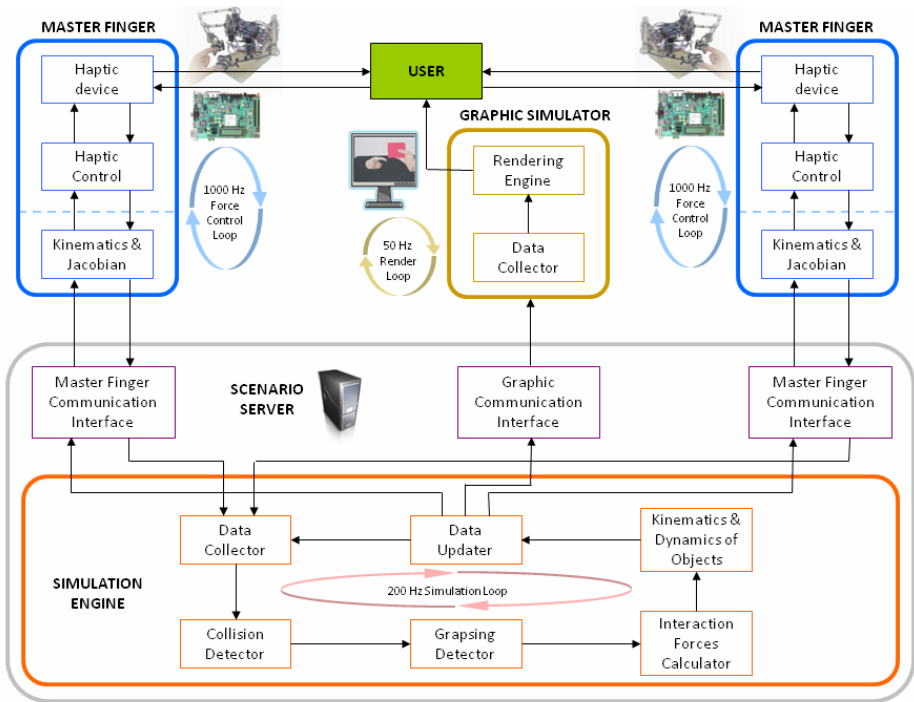 MASTER FINGER
MASTER FINGER
Haptic
device
USER
Haptic
device
GRAPHIC SIMULATOR
Haptic
Control
Rendering
Engine
Haptic
Control
1000 Hz
Force
Control
Loop
1000 Hz
Force
Control
Loop
Kinematics &
Jacobian
50 Hz
Render
Loop
Data
Collector
Kinematics &
Jacobian
Master Finger
Communication
Interface
SCENARIO
SERVER
Graphic
Communication
Interface
Master Finger
Communication
Interface
Data
Collector
Data
Updater
Kinematics &
Dynamics of
Objects
SIMULATION
ENGINE
200 Hz Simulation Loop
Collision
Detector
Grapsing
Detector
Interaction
Forces
Calculator